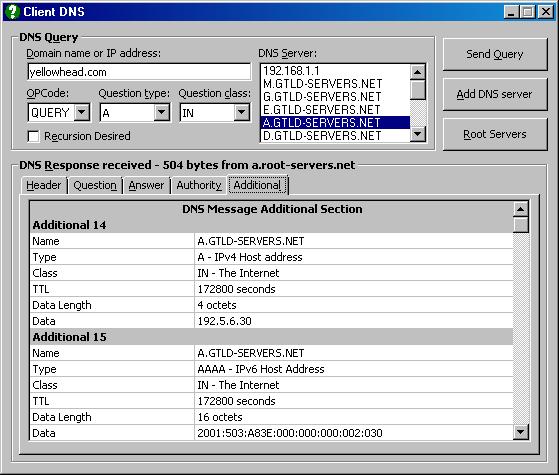 Client DNS
DNS Query
Domain name or IP address:
yellowhead.com
OPCode: Question type: Question class:
QUERY A IN
Recursion Desired
DNS Server:
192.168.1.1
M.GTLD-SERVERS.NET
G.GTLD-SERVERS.NET
E.GTLD-SERVERS.NET
A.GTLD-SERVERS.NET
D.GTLD-SERVERS.NET
Send Query
Add DNS server
Root Servers
DNS Response received - 504 bytes from a.root-servers.net
Header Question Answer Authority Additional
DNS Message Additional Section
Additional 14
Name A.GTLD-SERVERS.NET
Type A - IPv4 Host address
Class IN - The Internet
TTL 172800 seconds
Data Length 4 octets
Data 192.5.6.30
Additional 15
Name A.GTLD-SERVERS.NET
Type AAAA - IPv6 Host Address
Class IN - The Internet
TTL 172800 seconds
Data Length 16 octets
Data 2001:503:A83E:000:000:000:002:030